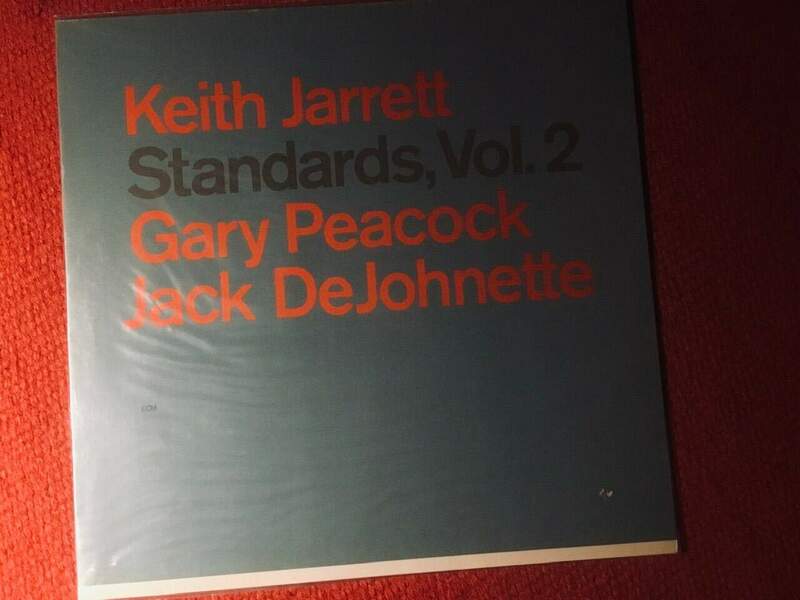 Keith Jarrett
Standards, Vol. 2
Gary Peacock
Jack DeJohnette
ECM